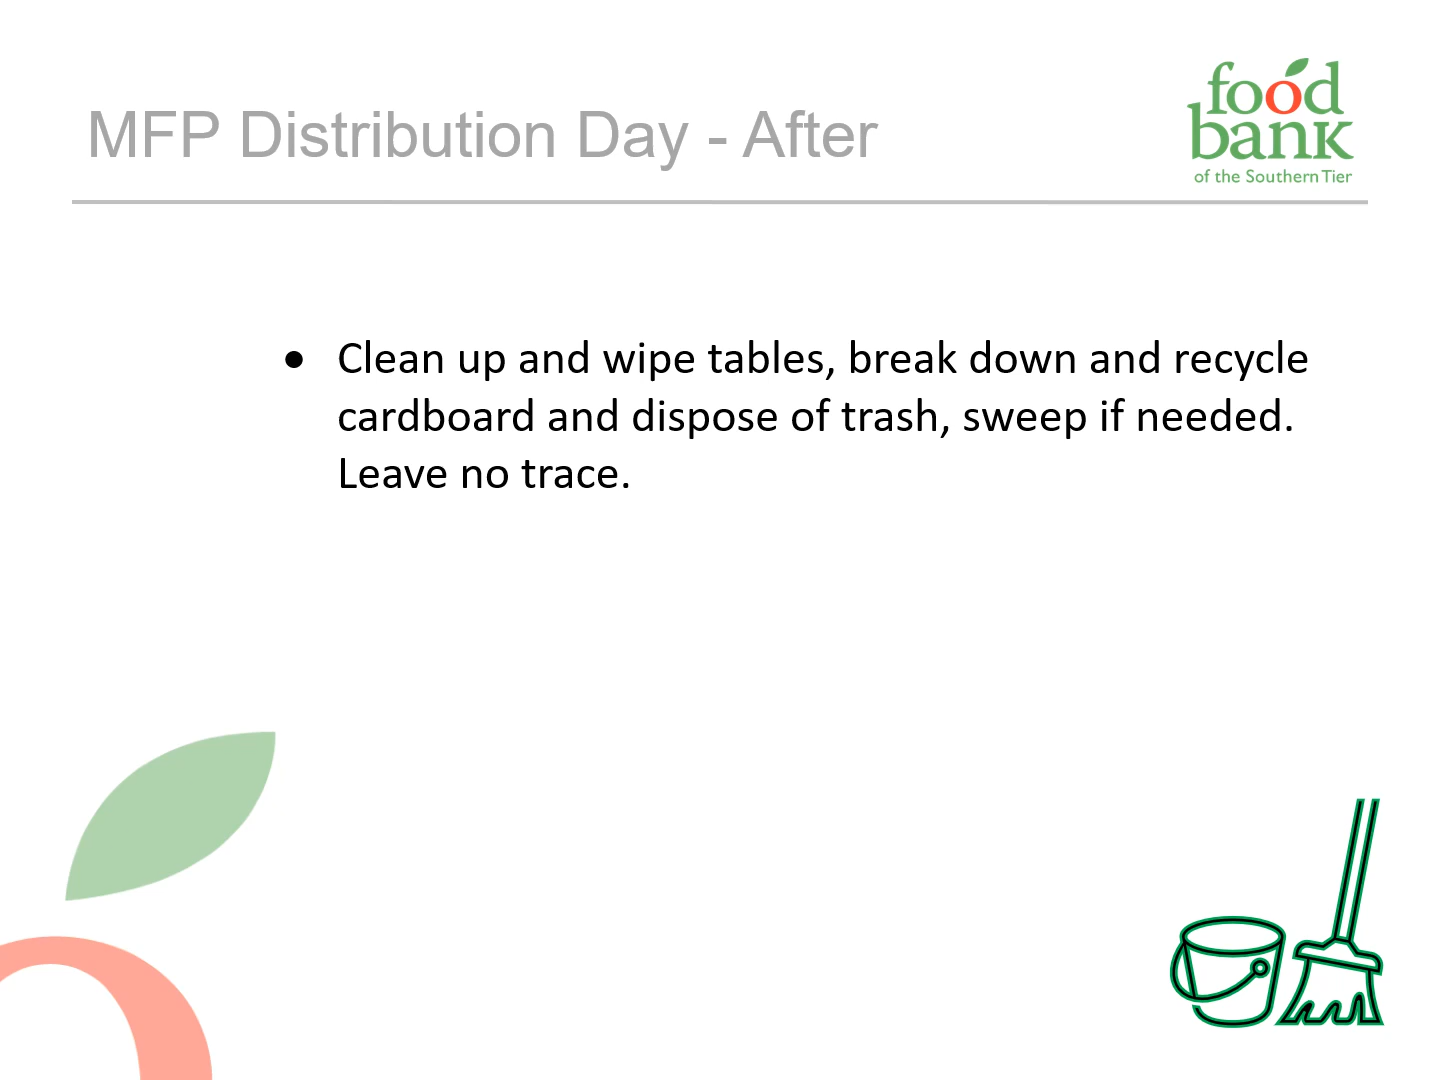 MFP Distribution Day - After
food
bank
of the Southern Tier
● Clean up and wipe tables, break down and recycle
cardboard and dispose of trash, sweep if needed.
Leave no trace.